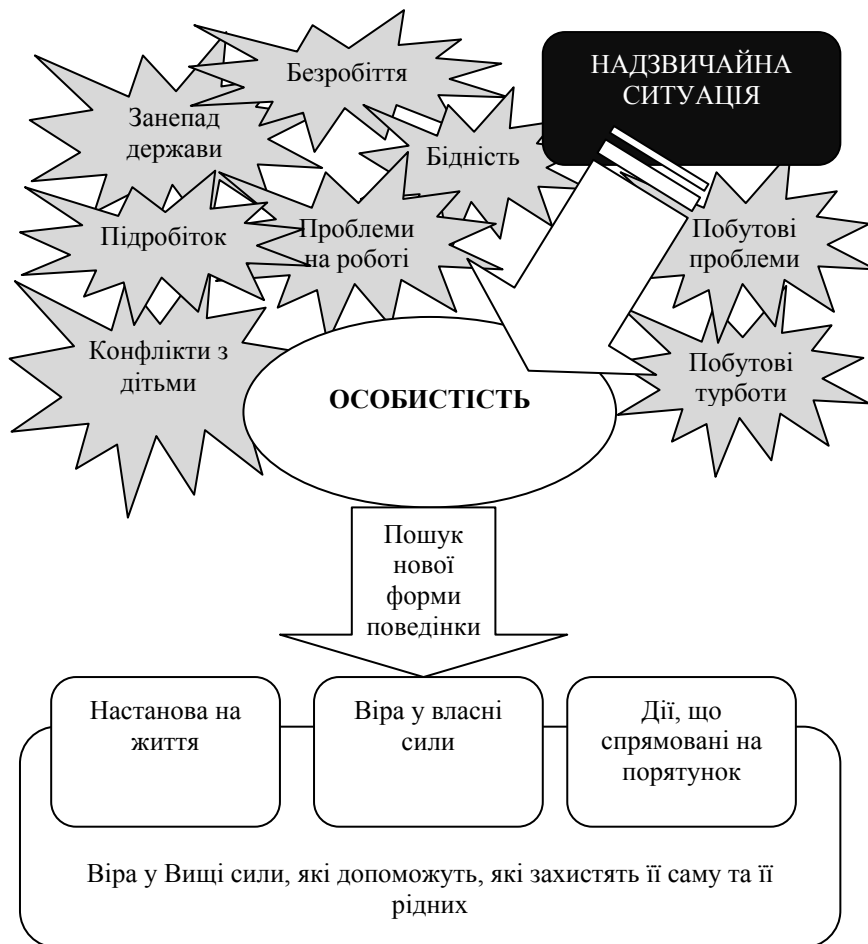 Безробіття
НАДЗВИЧАЙНА
СИТУАЦІЯ
Занепад
держави
Бідність
Підробіток
Проблеми
на роботі
Побутові
проблеми
Конфлікти з
дітьми
Побутові
турботи
ОСОБИСТІСТЬ
Пошук
нової
форми
поведінки
Настанова на
життя
Віра у власні
сили
Дії, що
спрямовані на
порятунок
Віра у Вищі сили, які допоможуть, які захистять її саму та її
рідних